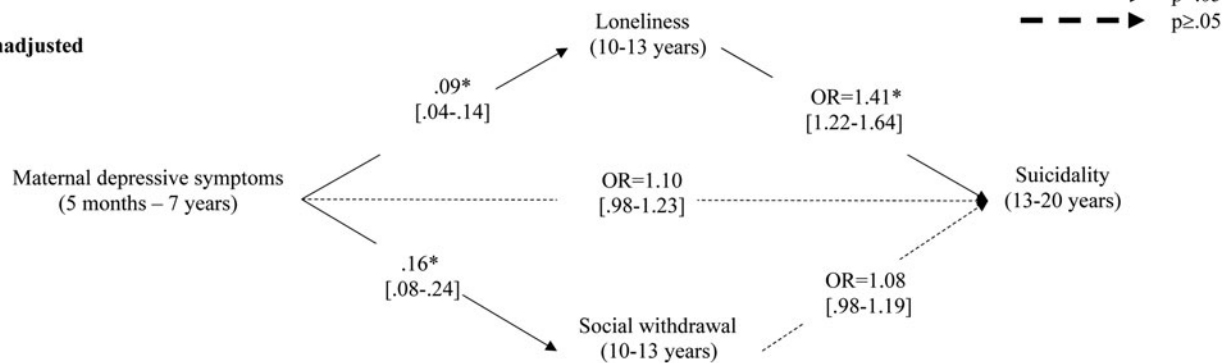 Loneliness
(10-13 years)
p≥.05
.09*
[.04-.14]
OR=1.41*
[1.22-1.64]
Maternal depressive symptoms
(5 months – 7 years)
OR=1.10
[.98-1.23]
Suicidality
(13-20 years)
.16*
[.08-.24]
OR=1.08
[.98-1.19]
Social withdrawal
(10-13 years)